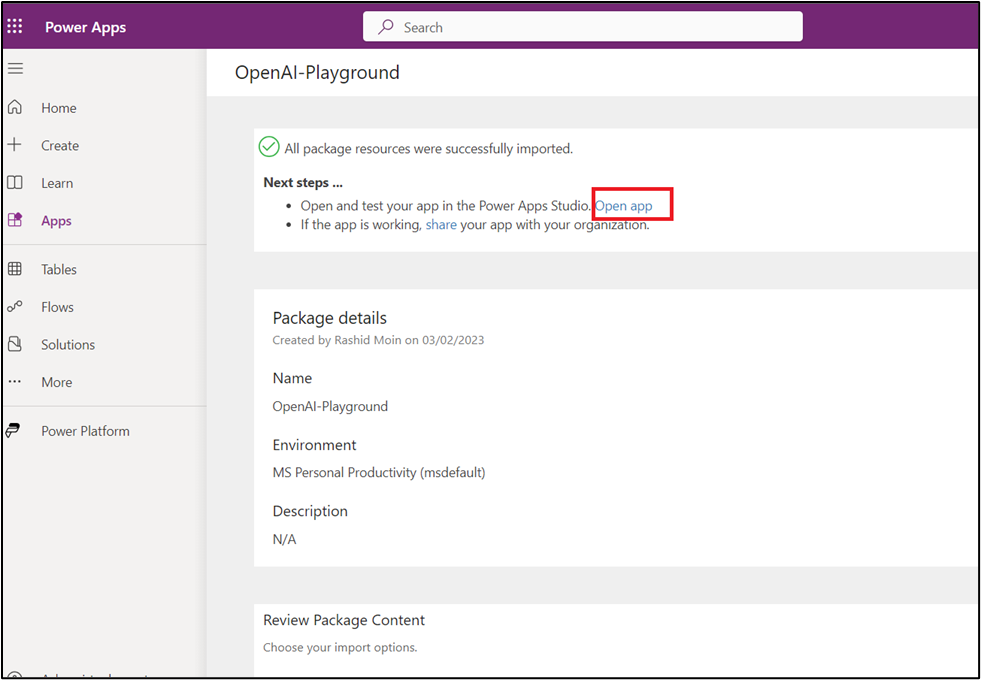 Power Apps
Search
OpenAI-Playground
Home
Create
Learn
Apps
Tables
Flows
Solutions
More
Power Platform
All package resources were successfully imported.
Next steps ...
Open and test your app in the Power Apps Studio. Open app
If the app is working, share your app with your organization.
Package details
Created by Rashid Moin on 03/02/2023
Name
OpenAI-Playground
Environment
MS Personal Productivity (msdefault)
Description
N/A
Review Package Content
Choose your import options.